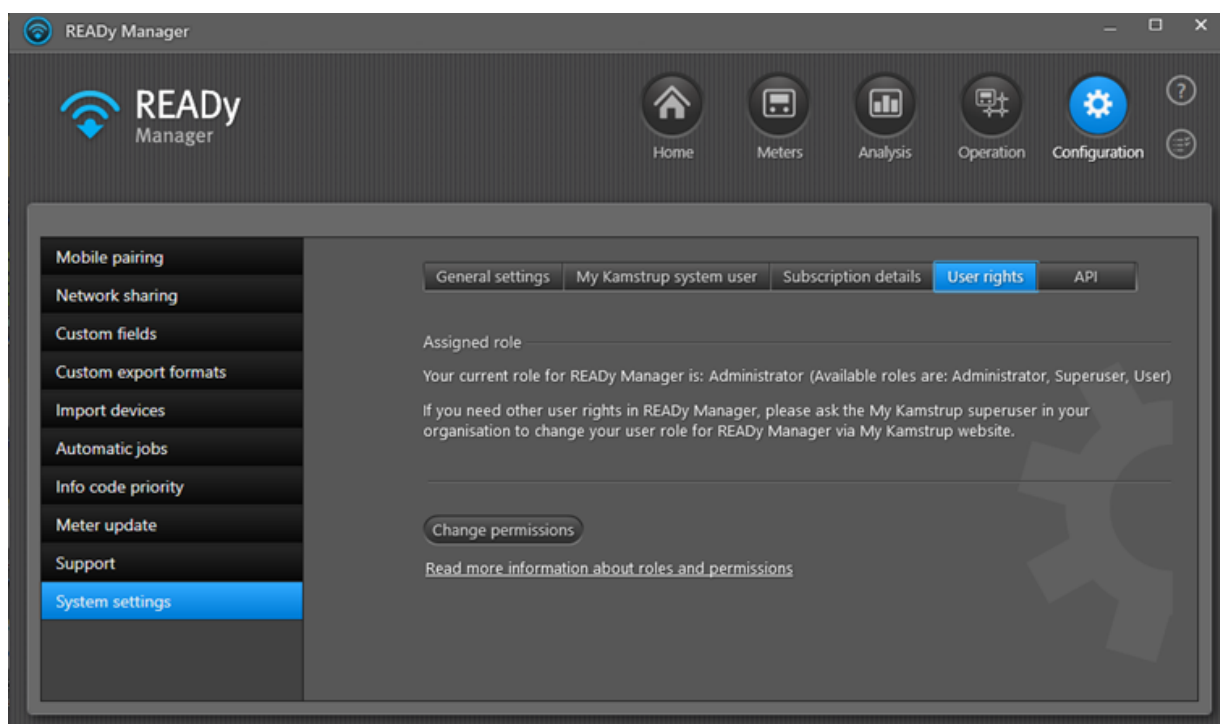 READy Manager
READy
Manager
Home
Meters
Analysis
Operation
Configuration
?
Mobile pairing
Network sharing
Custom fields
Custom export formats
Import devices
Automatic jobs
Info code priority
Meter update
Support
System settings
General settings
My Kamstrup system user
Subscription details
User rights
API
Assigned role
Your current role for READy Manager is: Administrator (Available roles are: Administrator, Superuser, User)
If you need other user rights in READy Manager, please ask the My Kamstrup superuser in your
organisation to change your user role for READy Manager via My Kamstrup website.
Change permissions
Read more information about roles and permissions